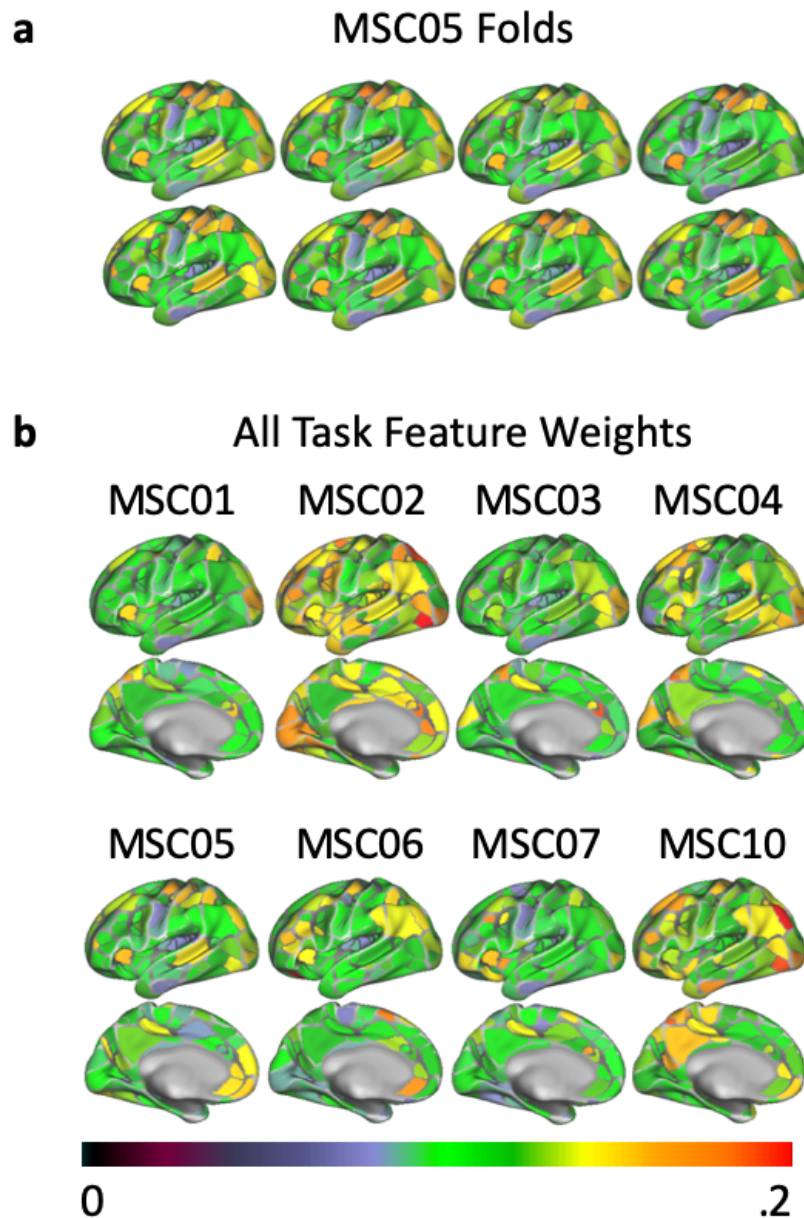 a MSC05 Folds
b All Task Feature Weights
MSC01 MSC02 MSC03 MSC04
MSC05 MSC06 MSC07 MSC10
0 .2